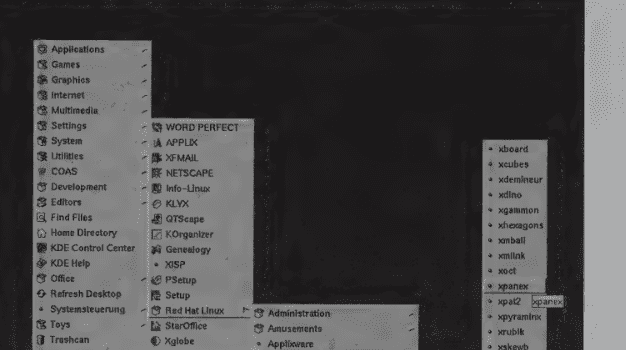 Applications
Games
Graphics
Internet
Multimedia
Settings
System
Utilities
COAS
Development
Editors
Find Files
Home Directory
KDE Control Center
KDE Help
Office
Refresh Desktop
Systemsteuerung
Toys
Trashcan
WORD PERFECT
APPLIX
XFMAIL
NETSCAPE
Info-Linux
KLYX
QTScape
KOrganizer
Genealogy
XISP
PSetup
Setup
Red Hat Linux
StarOffice
Xglobe
Administration
Amusements
Applixware
xboard
xcubes
xdemineur
xdino
xgammon
xhexagons
xmball
xmlink
xoct
xpanex
xpat2 xpanex
xpyraminx
xrubik
xskewb